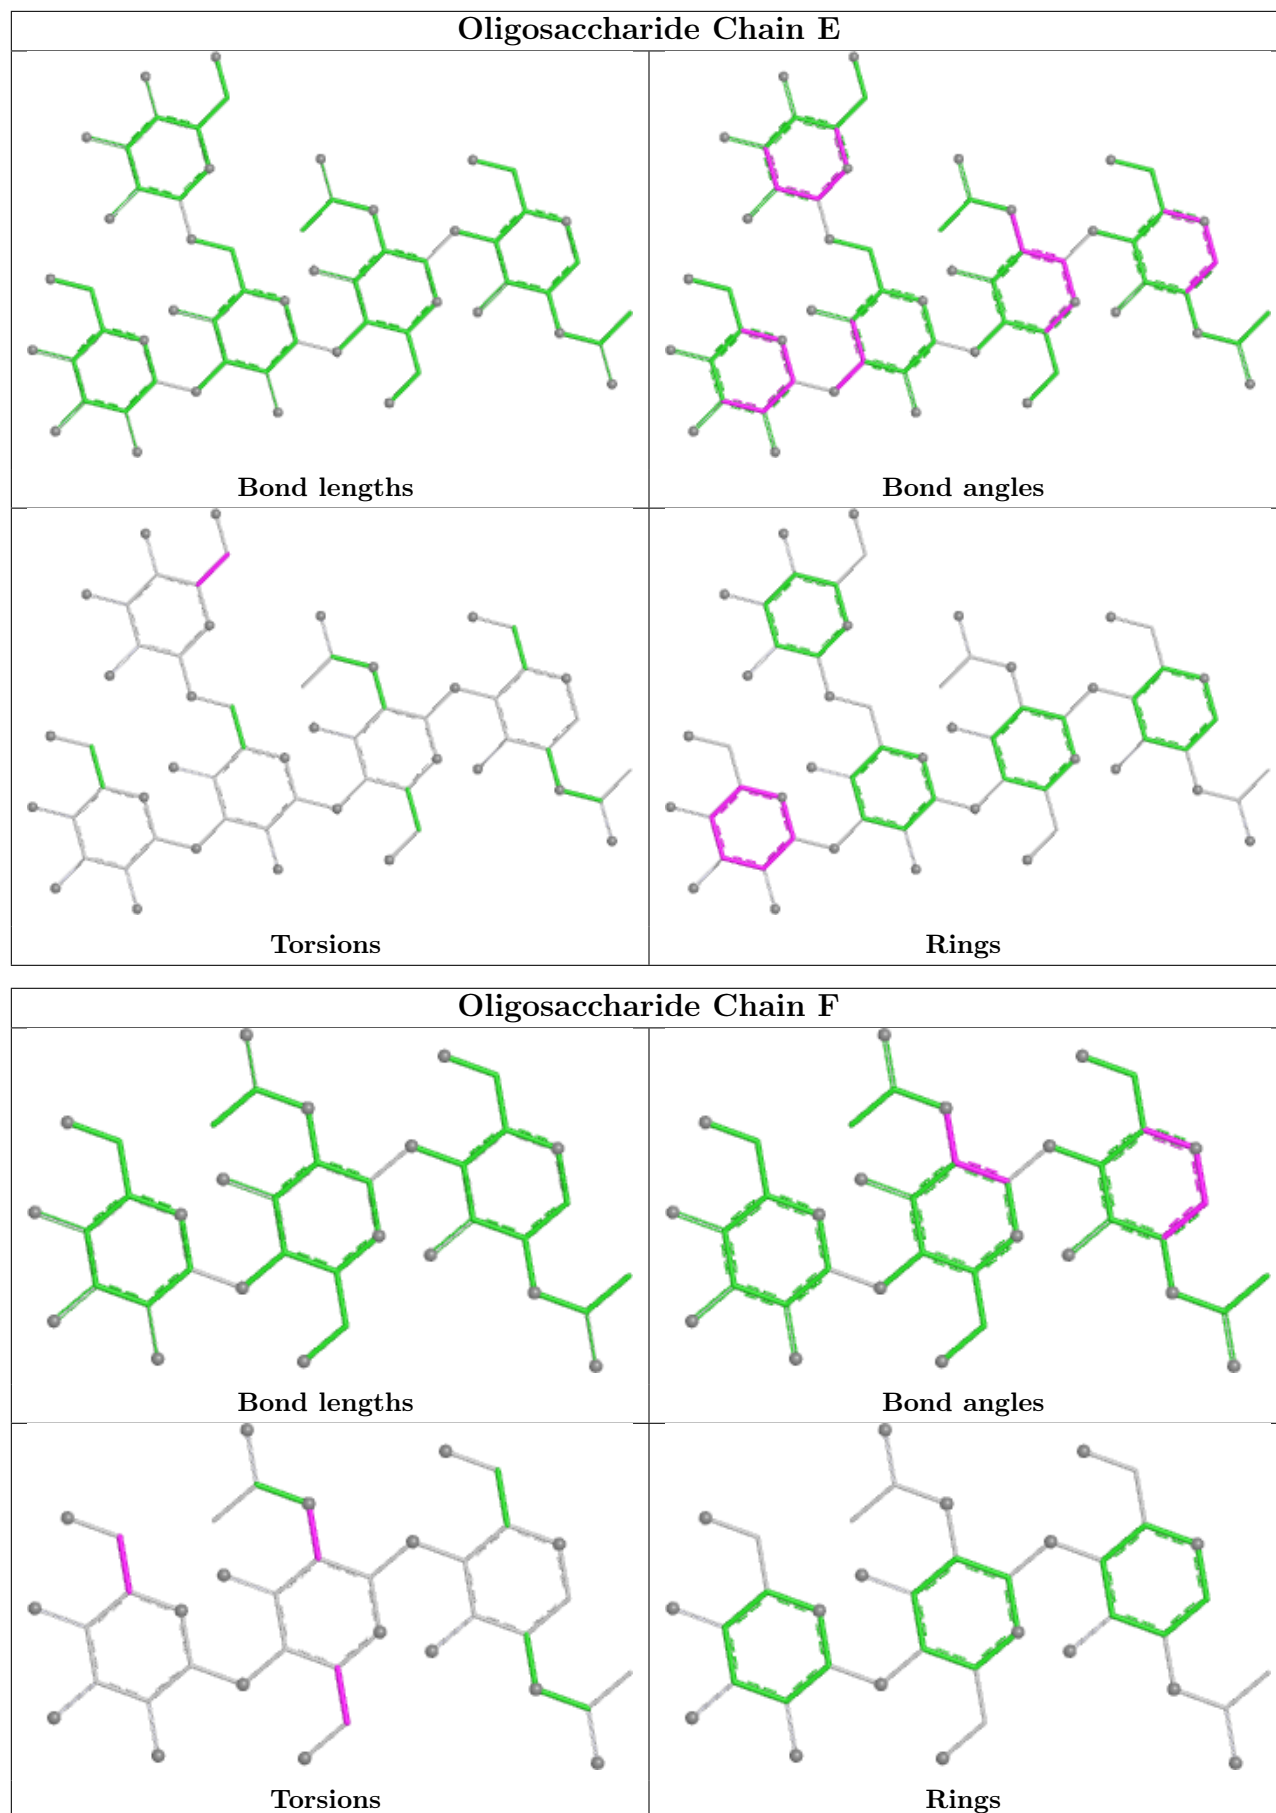 Oligosaccharide Chain E
Bond lengths
Bond angles
Torsions
Rings
Oligosaccharide Chain F
Bond lengths
Bond angles
Torsions
Rings